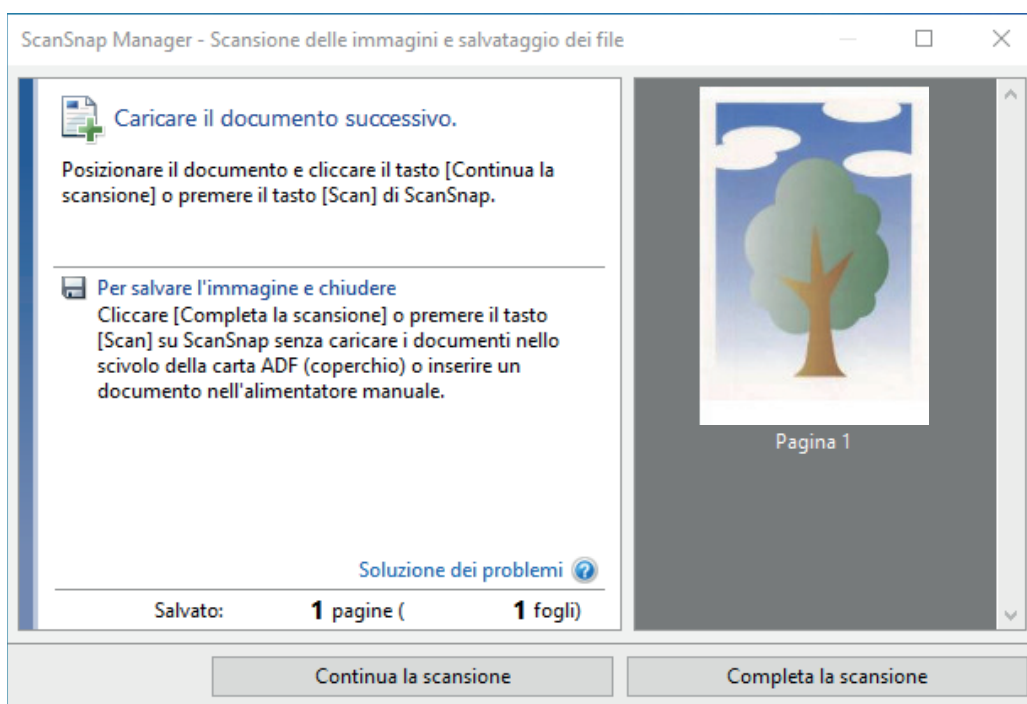 ScanSnap Manager - Scansione delle immagini e salvataggio dei file
Caricare il documento successivo.
Posizionare il documento e cliccare il tasto [Continua la
scansione] o premere il tasto [Scan] di ScanSnap.
Per salvare l'immagine e chiudere
Cliccare [Completa la scansione] o premere il tasto
[Scan] su ScanSnap senza caricare i documenti nello
scivolo della carta ADF (coperchio) o inserire un
documento nell'alimentatore manuale.
Soluzione dei problemi
Salvato: 1 pagine ( 1 fogli)
Pagina 1
Continua la scansione
Completa la scansione